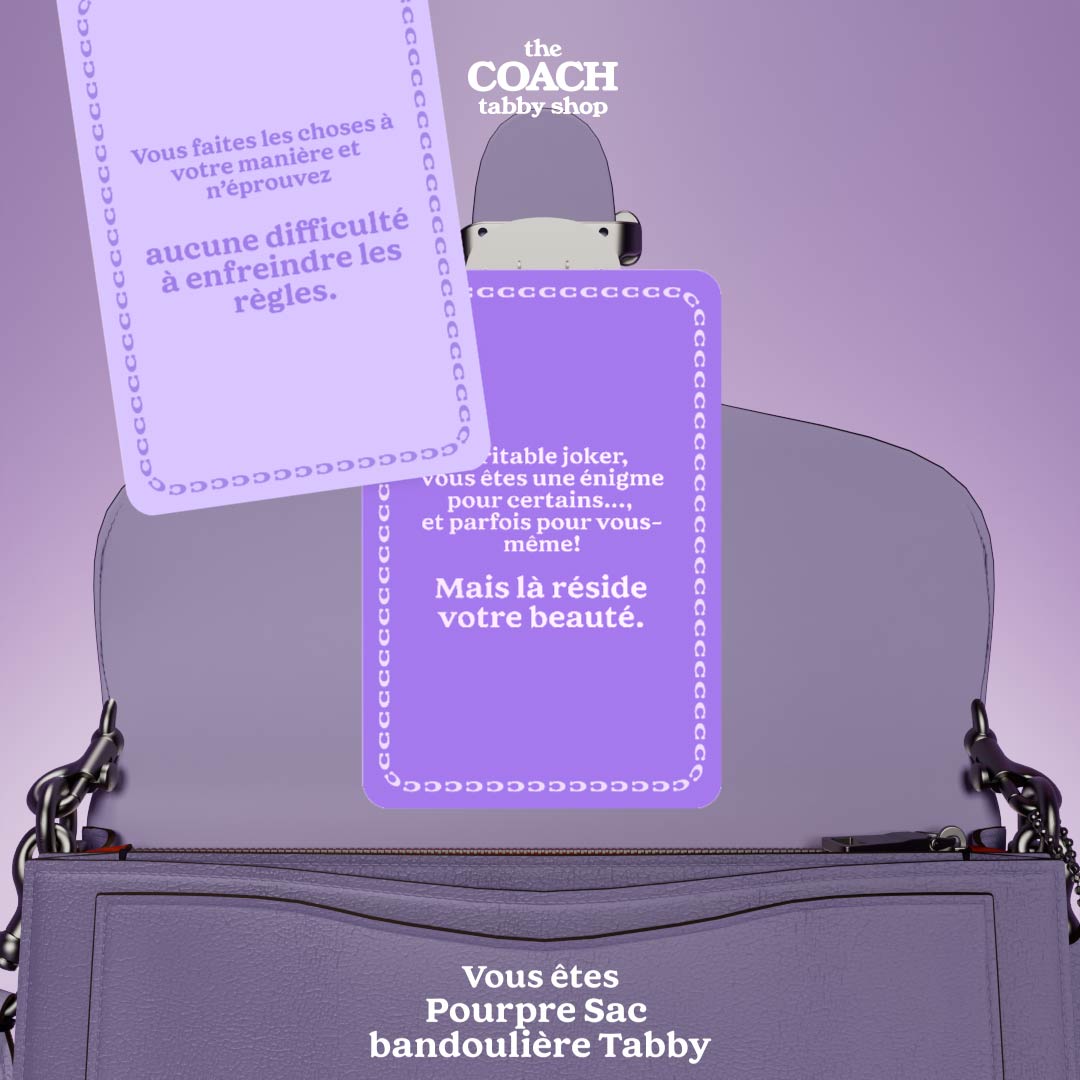 the
COACH
tabby shop
Vous faites les choses à
votre manière et
n'éprouvez
aucune difficulté
à enfreindre les
règles.
joker,
vous êtes une énigme
pour certains...,
et parfois pour vous-
même!
Mais là réside
votre beauté.
Vous êtes
Pourpre Sac
bandoulière Tabby